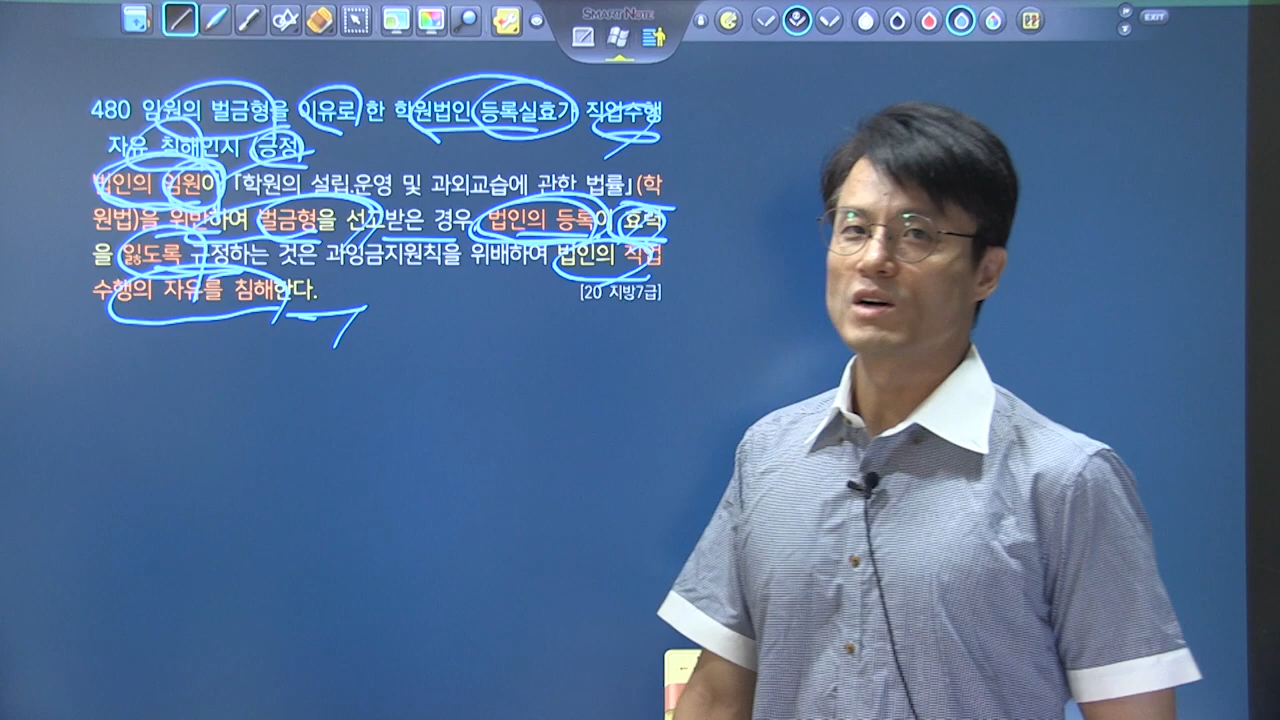 SMARTNOTE
EXIT
480 임원의 벌금형을 이유로 한 학원법인 등록실효가 직업수행
자유 침해인지 긍정
법인의 임원이 「학원의 설립.운영 및 과외교습에 관한 법률」(학
원법)을 위반하여 벌금형을 선고받은 경우, 법인의 등록이 효력
을 잃도록 규정하는 것은 과잉금지원칙을 위배하여 법인의 직업
수행의 자유를 침해한다.
[20 지방7급]